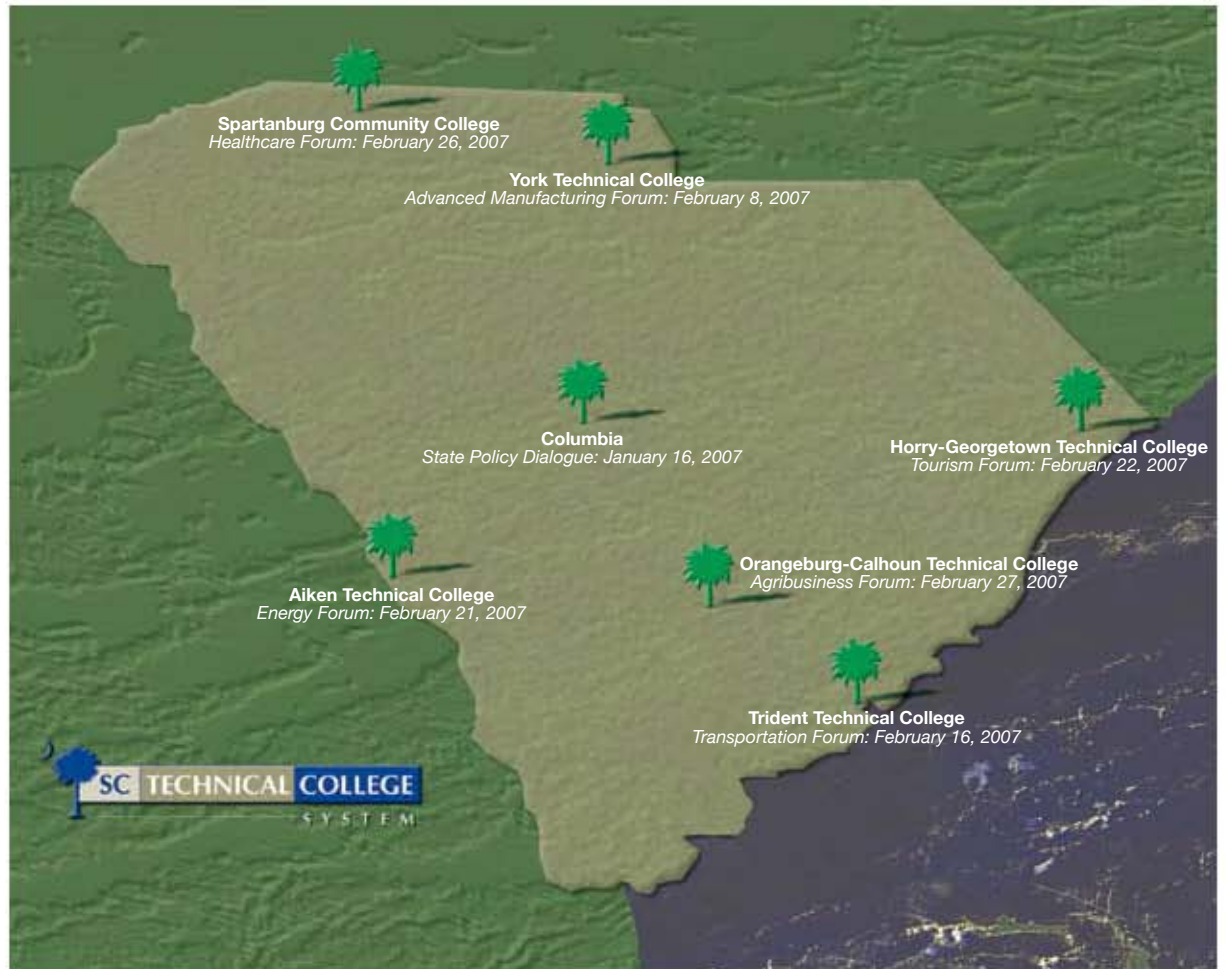 Spartanburg Community College
Healthcare Forum: February 26, 2007
York Technical College
Advanced Manufacturing Forum: February 8, 2007
Columbia
State Policy Dialogue: January 16, 2007
Horry-Georgetown Technical College
Tourism Forum: February 22, 2007
Orangeburg-Calhoun Technical College
Agribusiness Forum: February 27, 2007
Aiken Technical College
Energy Forum: February 21, 2007
Trident Technical College
Transportation Forum: February 16, 2007
SC TECHNICAL COLLEGE
SYSTEM